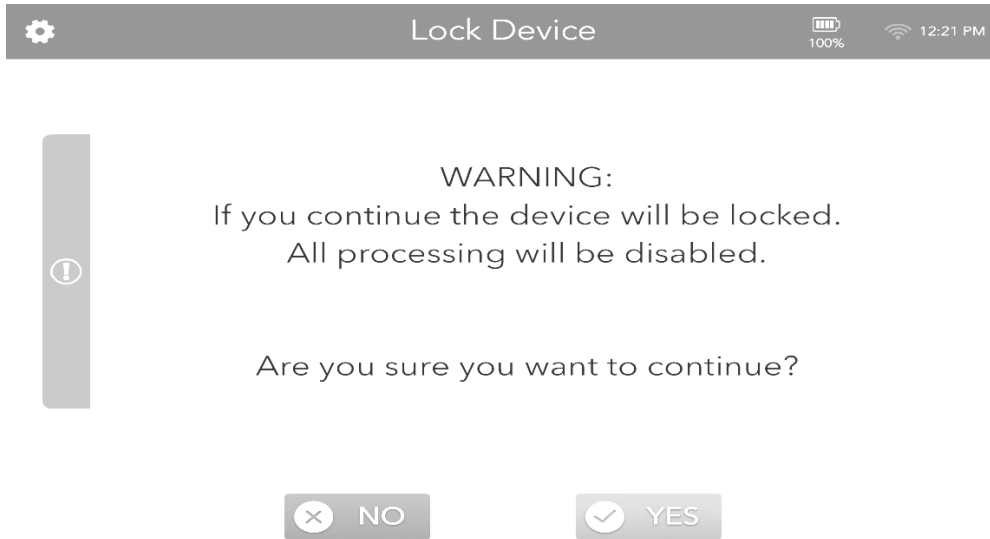 Lock Device
100%
12:21 PM
WARNING:
If you continue the device will be locked.
All processing will be disabled.
Are you sure you want to continue?
NO
YES